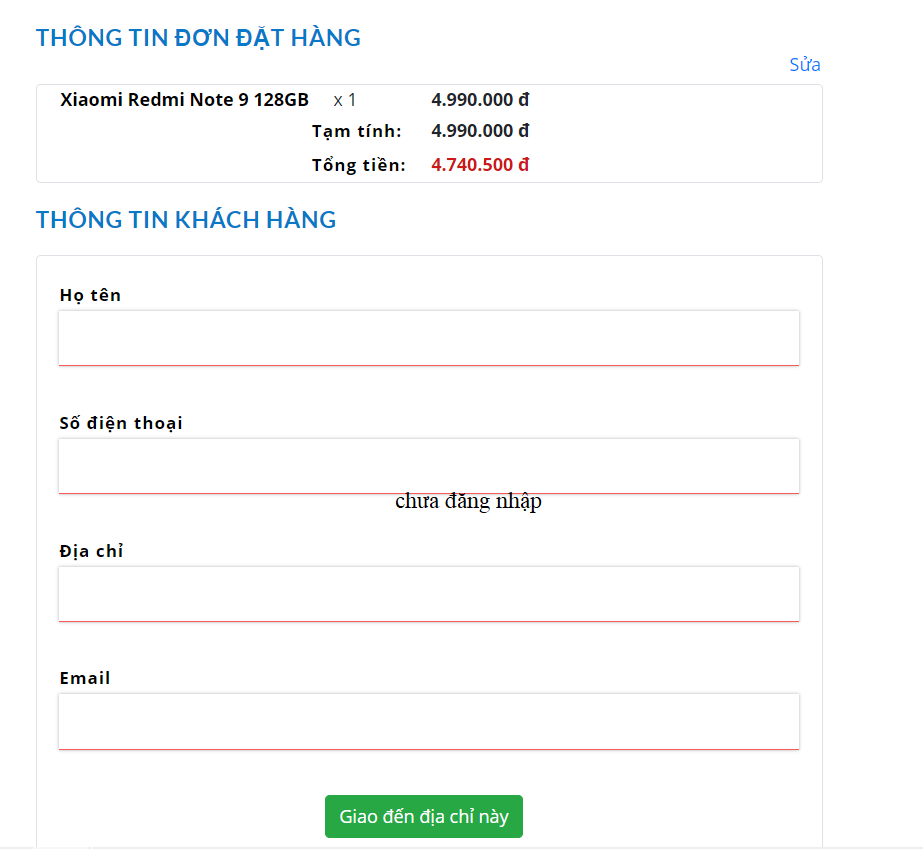 THÔNG TIN ĐƠN ĐẶT HÀNG
Sửa
Xiaomi Redmi Note 9 128GB x 1 4.990.000 đ
Tạm tính: 4.990.000 đ
Tổng tiền: 4.740.500 đ
THÔNG TIN KHÁCH HÀNG
Họ tên
Số điện thoại
chưa đăng nhập
Địa chỉ
Email
Giao đến địa chỉ này